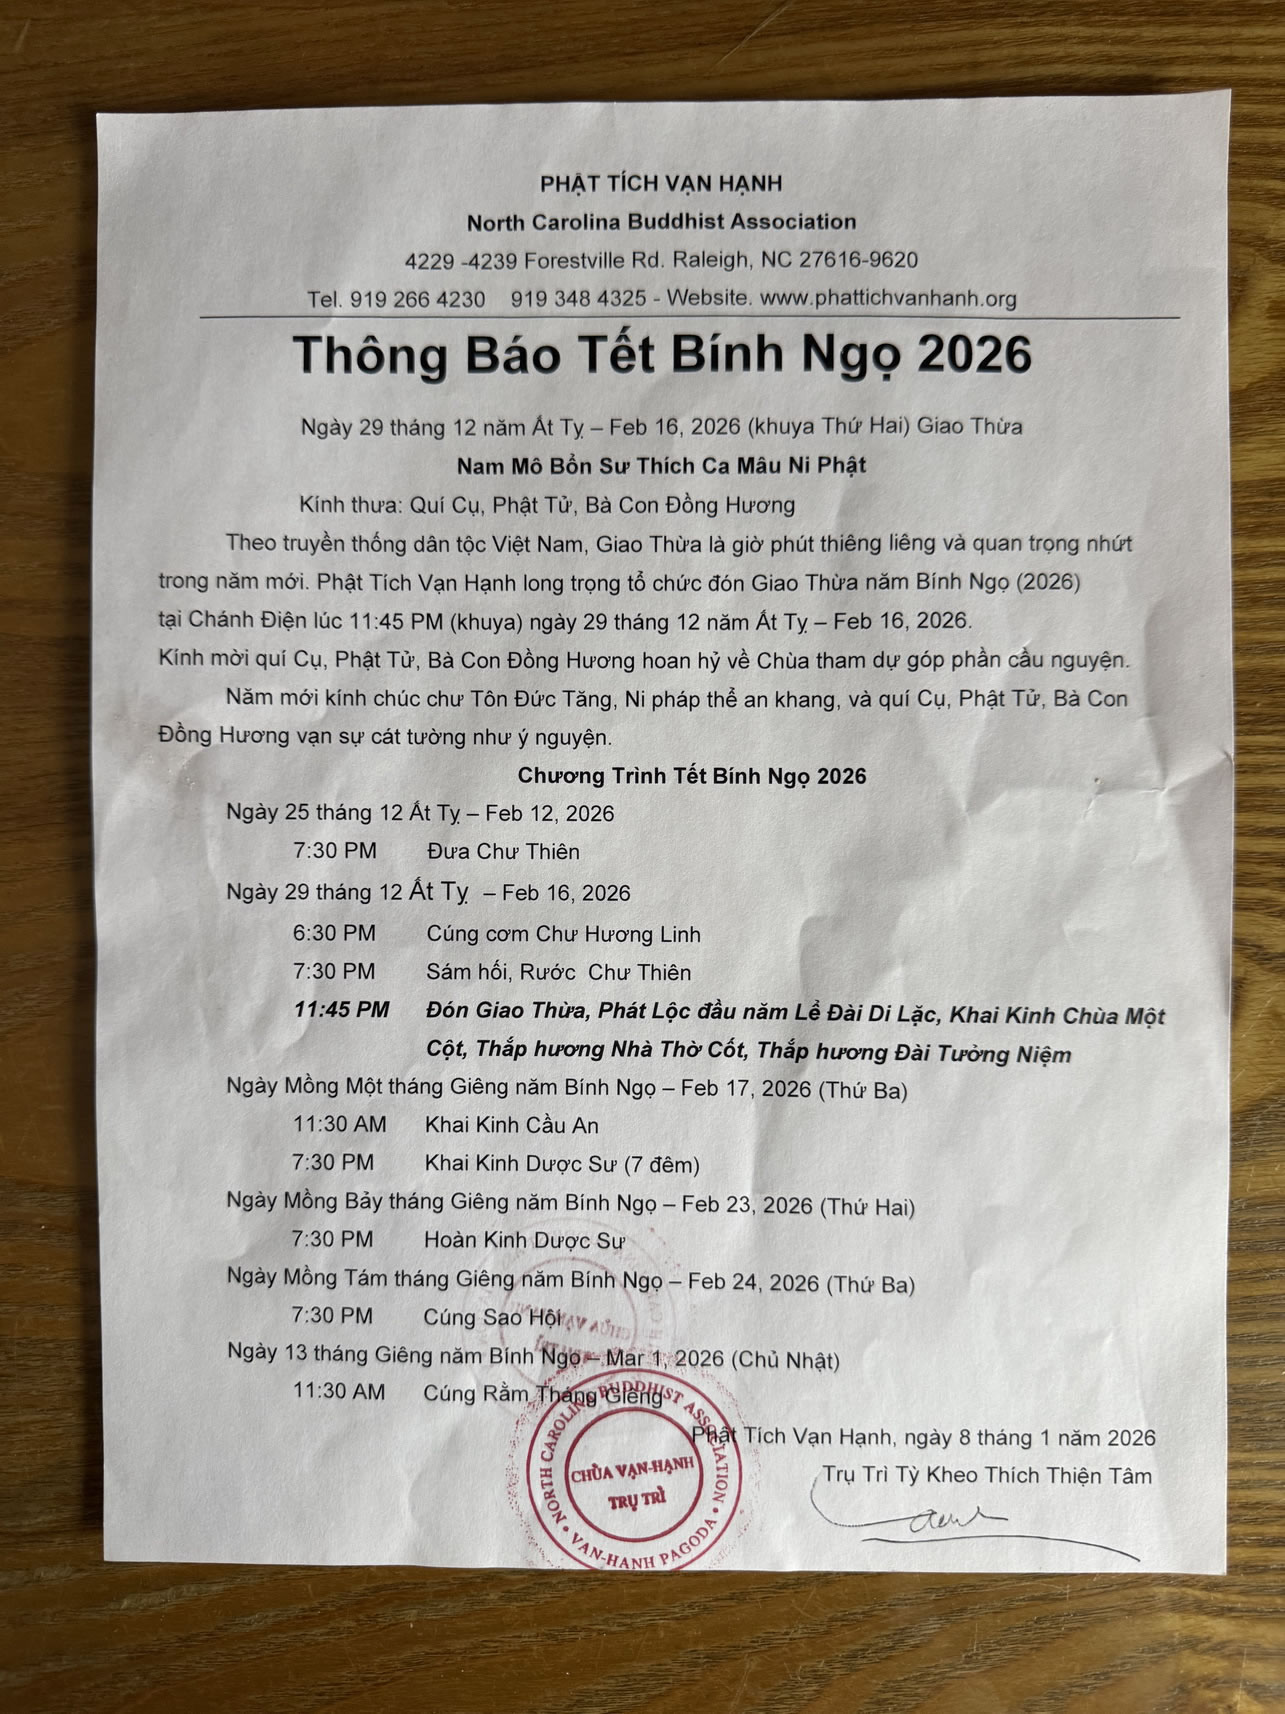 PHẬT TÍCH VẠN HẠNH
North Carolina Buddhist Association
4229 -4239 Forestville Rd. Raleigh, NC 27616-9620
Tel. 919 266 4230 919 348 4325 - Website. www.phattichvanhanh.org
Thông Báo Tết Bính Ngọ 2026
Ngày 29 tháng 12 năm Ất Tỵ – Feb 16, 2026 (khuya Thứ Hai) Giao Thừa
Nam Mô Bổn Sư Thích Ca Mâu Ni Phật
Kính thưa: Quí Cụ, Phật Tử, Bà Con Đồng Hương
Theo truyền thống dân tộc Việt Nam, Giao Thừa là giờ phút thiêng liêng và quan trọng nhứt
trong năm mới. Phật Tích Vạn Hạnh long trọng tổ chức đón Giao Thừa năm Bính Ngọ (2026)
tại Chánh Điện lúc 11:45 PM (khuya) ngày 29 tháng 12 năm Ất Tỵ – Feb 16, 2026.
Kính mời quí Cụ, Phật Tử, Bà Con Đồng Hương hoan hỷ về Chùa tham dự góp phần cầu nguyện.
Năm mới kính chúc chư Tôn Đức Tăng, Ni pháp thể an khang, và quí Cụ, Phật Tử, Bà Con
Đồng Hương vạn sự cát tường như ý nguyện.
Chương Trình Tết Bính Ngọ 2026
Ngày 25 tháng 12 Ất Tỵ – Feb 12, 2026
7:30 PM Đưa Chư Thiên
Ngày 29 tháng 12 Ất Tỵ – Feb 16, 2026
6:30 PM Cúng cơm Chư Hương Linh
7:30 PM Sám hối, Rước Chư Thiên
11:45 PM Đón Giao Thừa, Phát Lộc đầu năm Lể Đài Di Lặc, Khai Kinh Chùa Một
Cột, Thắp hương Nhà Thờ Cốt, Thắp hương Đài Tưởng Niệm
Ngày Mồng Một tháng Giêng năm Bính Ngọ – Feb 17, 2026 (Thứ Ba)
11:30 AM Khai Kinh Cầu An
7:30 PM Khai Kinh Dược Sư (7 đêm)
Ngày Mồng Bảy tháng Giêng năm Bính Ngọ – Feb 23, 2026 (Thứ Hai)
7:30 PM Hoàn Kinh Dược Sư
Ngày Mồng Tám tháng Giêng năm Bính Ngọ – Feb 24, 2026 (Thứ Ba)
7:30 PM Cúng Sao Hội
Ngày 13 tháng Giêng năm Bính Ngọ – Mar 1, 2026 (Chủ Nhật)
11:30 AM Cúng Rằm Tháng Giêng
Phật Tích Vạn Hạnh, ngày 8 tháng 1 năm 2026
Trụ Trì Tỳ Kheo Thích Thiện Tâm
NORTH CAROLINA BUDDHIST ASSOCIATION
CHÙA VẠN-HẠNH
TRỤ TRÌ
VAN-HANH PAGODA